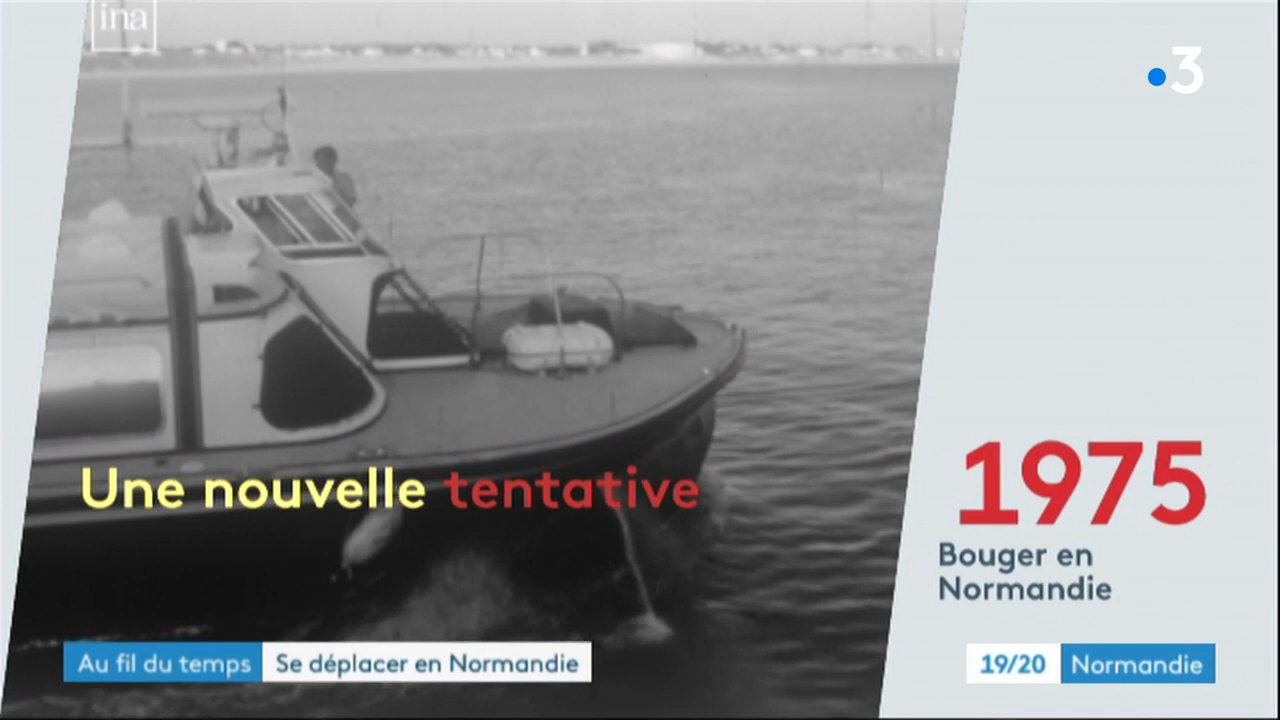 ina
3
Une nouvelle tentative
1975
Bouger en
Normandie
Au fil du temps Se déplacer en Normandie
19/20 Normandie